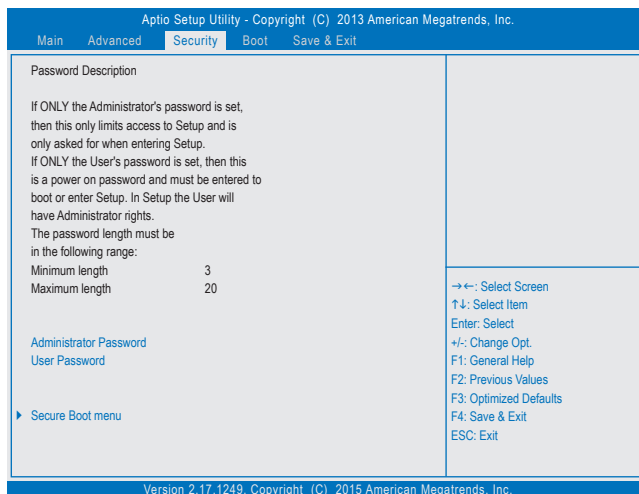 Aptio Setup Utility - Copyright (C) 2013 American Megatrends, Inc.
Main Advanced Security Boot Save & Exit
Password Description
If ONLY the Administrator's password is set,
then this only limits access to Setup and is
only asked for when entering Setup.
If ONLY the User's password is set, then this
is a power on password and must be entered to
boot or enter Setup. In Setup the User will
have Administrator rights.
The password length must be
in the following range:
Minimum length 3
Maximum length 20
Administrator Password
User Password
Secure Boot menu
→←: Select Screen
↑↓: Select Item
Enter: Select
+/-: Change Opt.
F1: General Help
F2: Previous Values
F3: Optimized Defaults
F4: Save & Exit
ESC: Exit
Version 2.17.1249. Copyright (C) 2015 American Megatrends, Inc.